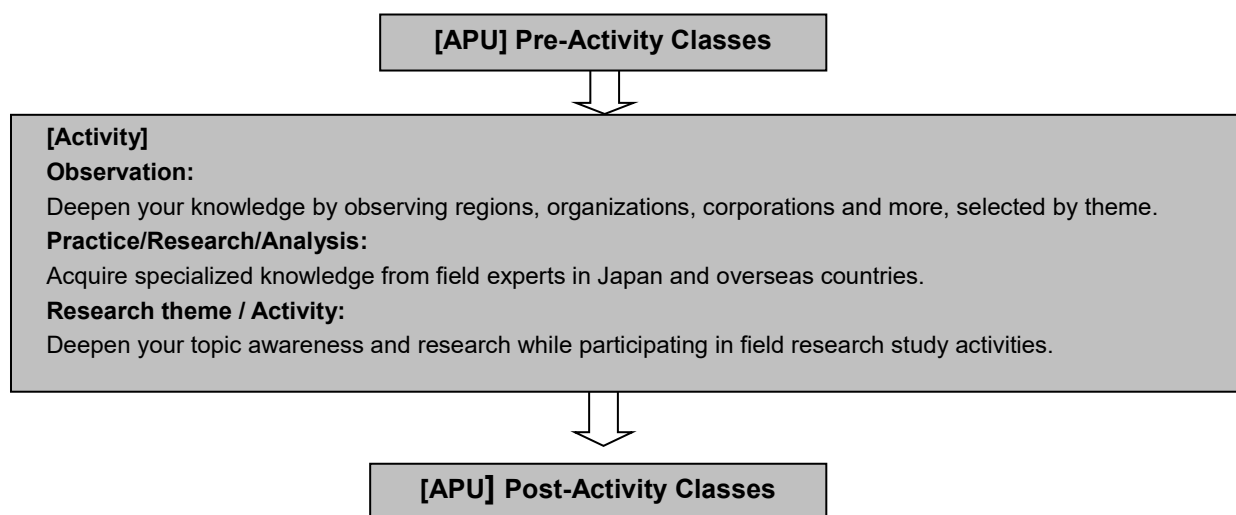 [APU] Pre-Activity Classes
[Activity]
Observation:
Deepen your knowledge by observing regions, organizations, corporations and more, selected by theme.
Practice/Research/Analysis:
Acquire specialized knowledge from field experts in Japan and overseas countries.
Research theme / Activity:
Deepen your topic awareness and research while participating in field research study activities.
[APU] Post-Activity Classes